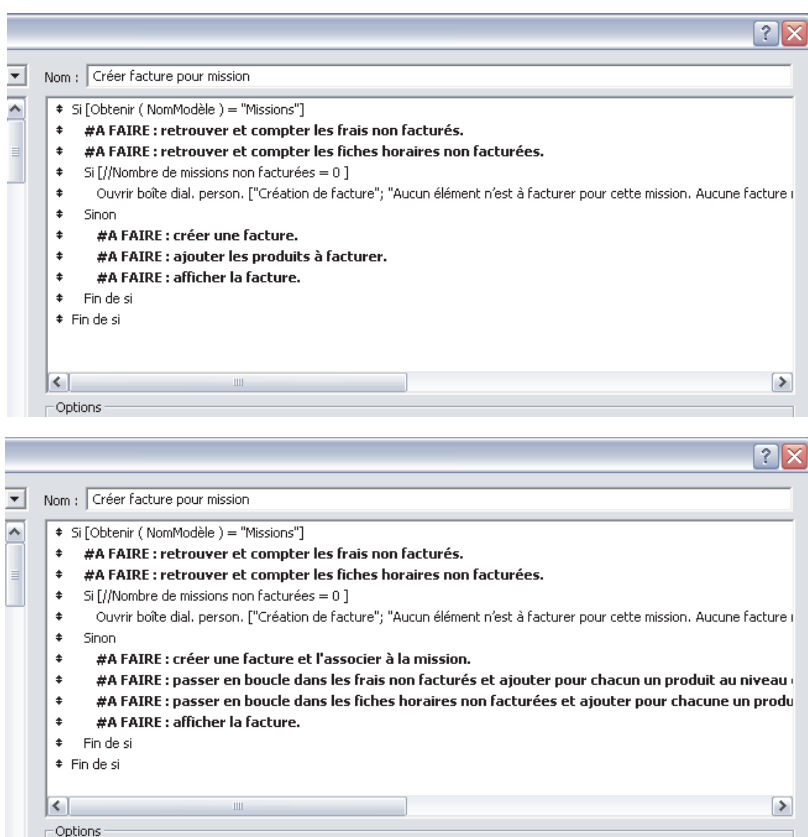 ?
Nom : Créer facture pour mission
Si [Obtenir ( NomModèle ) = "Missions"]
#A FAIRE : retrouver et compter les frais non facturés.
#A FAIRE : retrouver et compter les fiches horaires non facturées.
Si [//Nombre de missions non facturées = 0 ]
Ouvrir boîte dial. person. ["Création de facture"; "Aucun élément n’est à facturer pour cette mission. Aucune facture
Sinon
#A FAIRE : créer une facture.
#A FAIRE : ajouter les produits à facturer.
#A FAIRE : afficher la facture.
Fin de si
Fin de si
Options
?
Nom : Créer facture pour mission
Si [Obtenir ( NomModèle ) = "Missions"]
#A FAIRE : retrouver et compter les frais non facturés.
#A FAIRE : retrouver et compter les fiches horaires non facturées.
Si [//Nombre de missions non facturées = 0 ]
Ouvrir boîte dial. person. ["Création de facture"; "Aucun élément n’est à facturer pour cette mission. Aucune facture
Sinon
#A FAIRE : créer une facture et l'associer à la mission.
#A FAIRE : passer en boucle dans les frais non facturés et ajouter pour chacun un produit au niveau
#A FAIRE : passer en boucle dans les fiches horaires non facturées et ajouter pour chacune un produ
#A FAIRE : afficher la facture.
Fin de si
Fin de si
Options